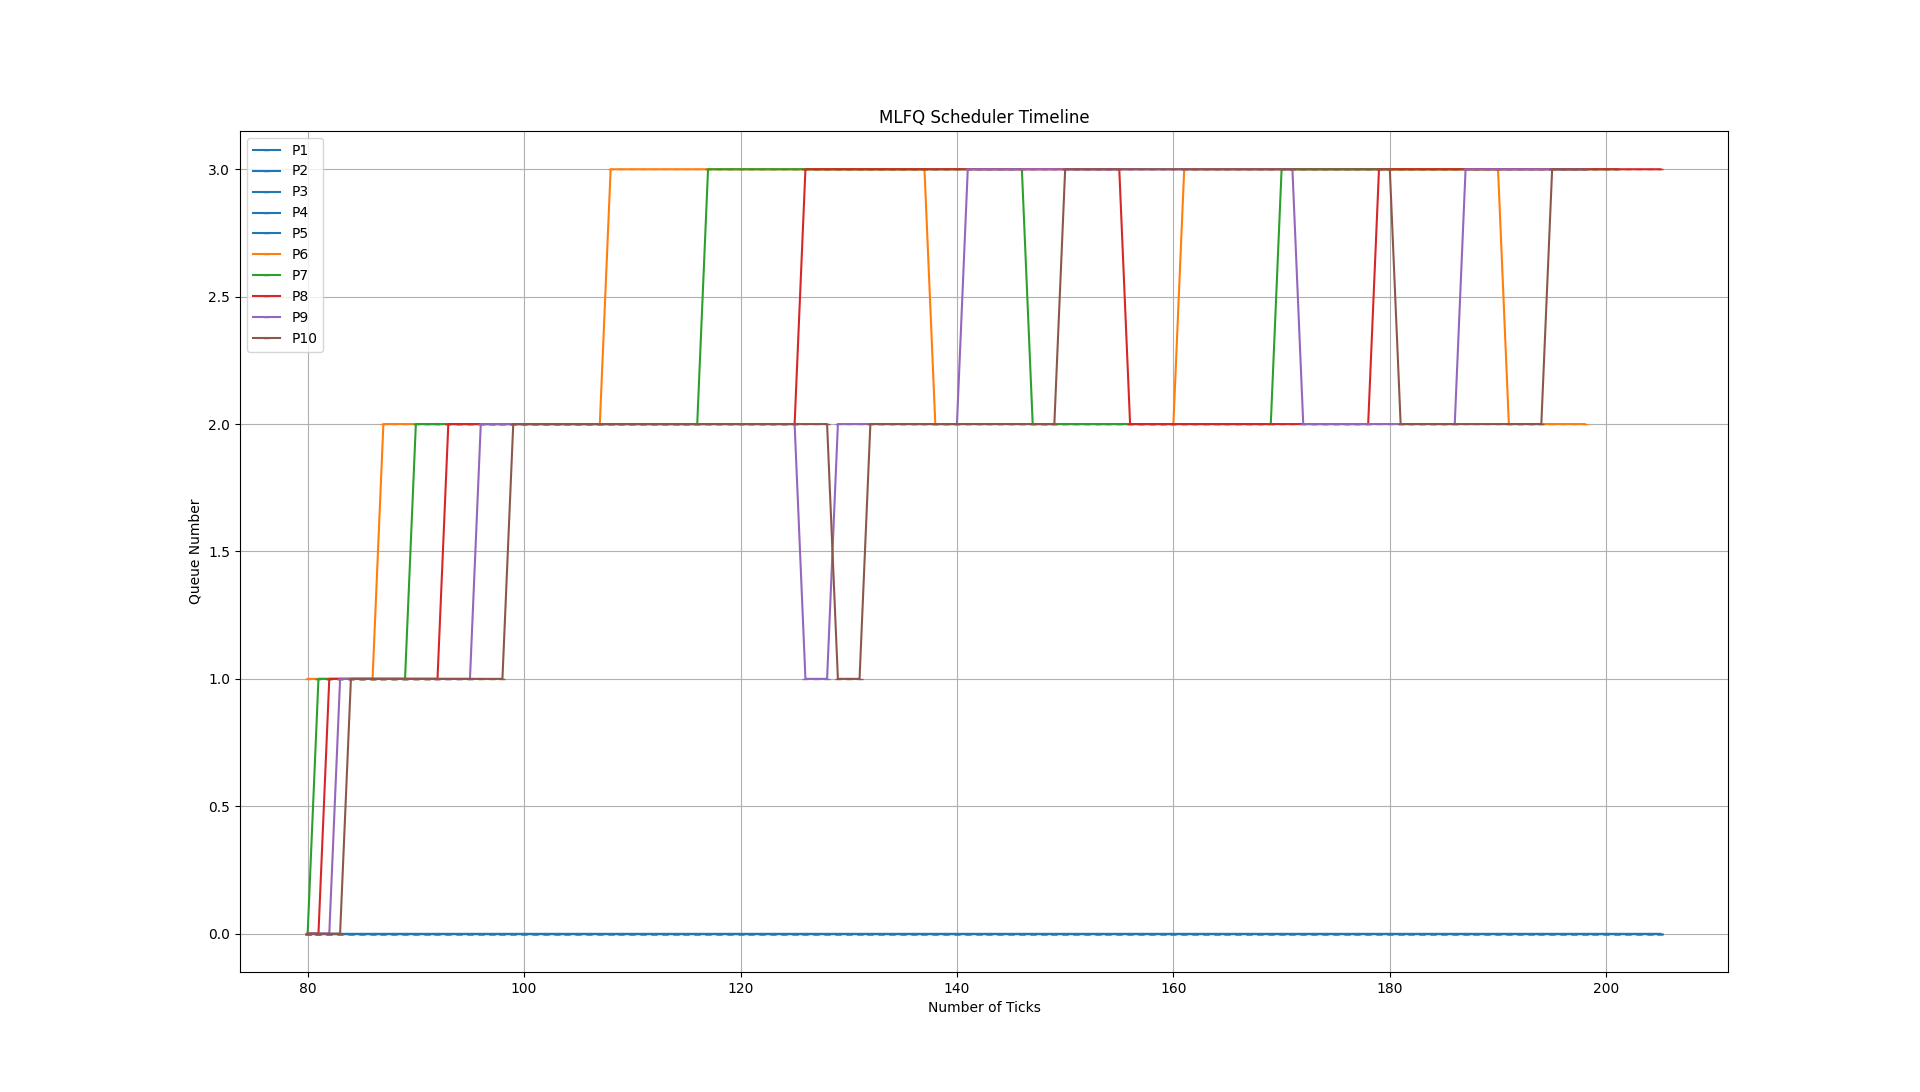 MLFQ Scheduler Timeline
P1
P2
P3
P4
P5
P6
P7
P8
P9
P10
3.0
2.5
2.0
1.5
1.0
0.5
0.0
Queue Number
80 100 120 140 160 180 200
Number of Ticks